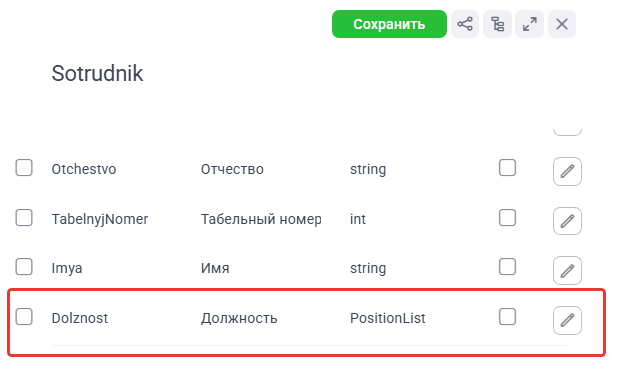 Сохранить
Sotrudnik
Otchestvo Отчество string
TabelnyjNomer Табельный номер int
Imya Имя string
Dolznost Должность PositionList